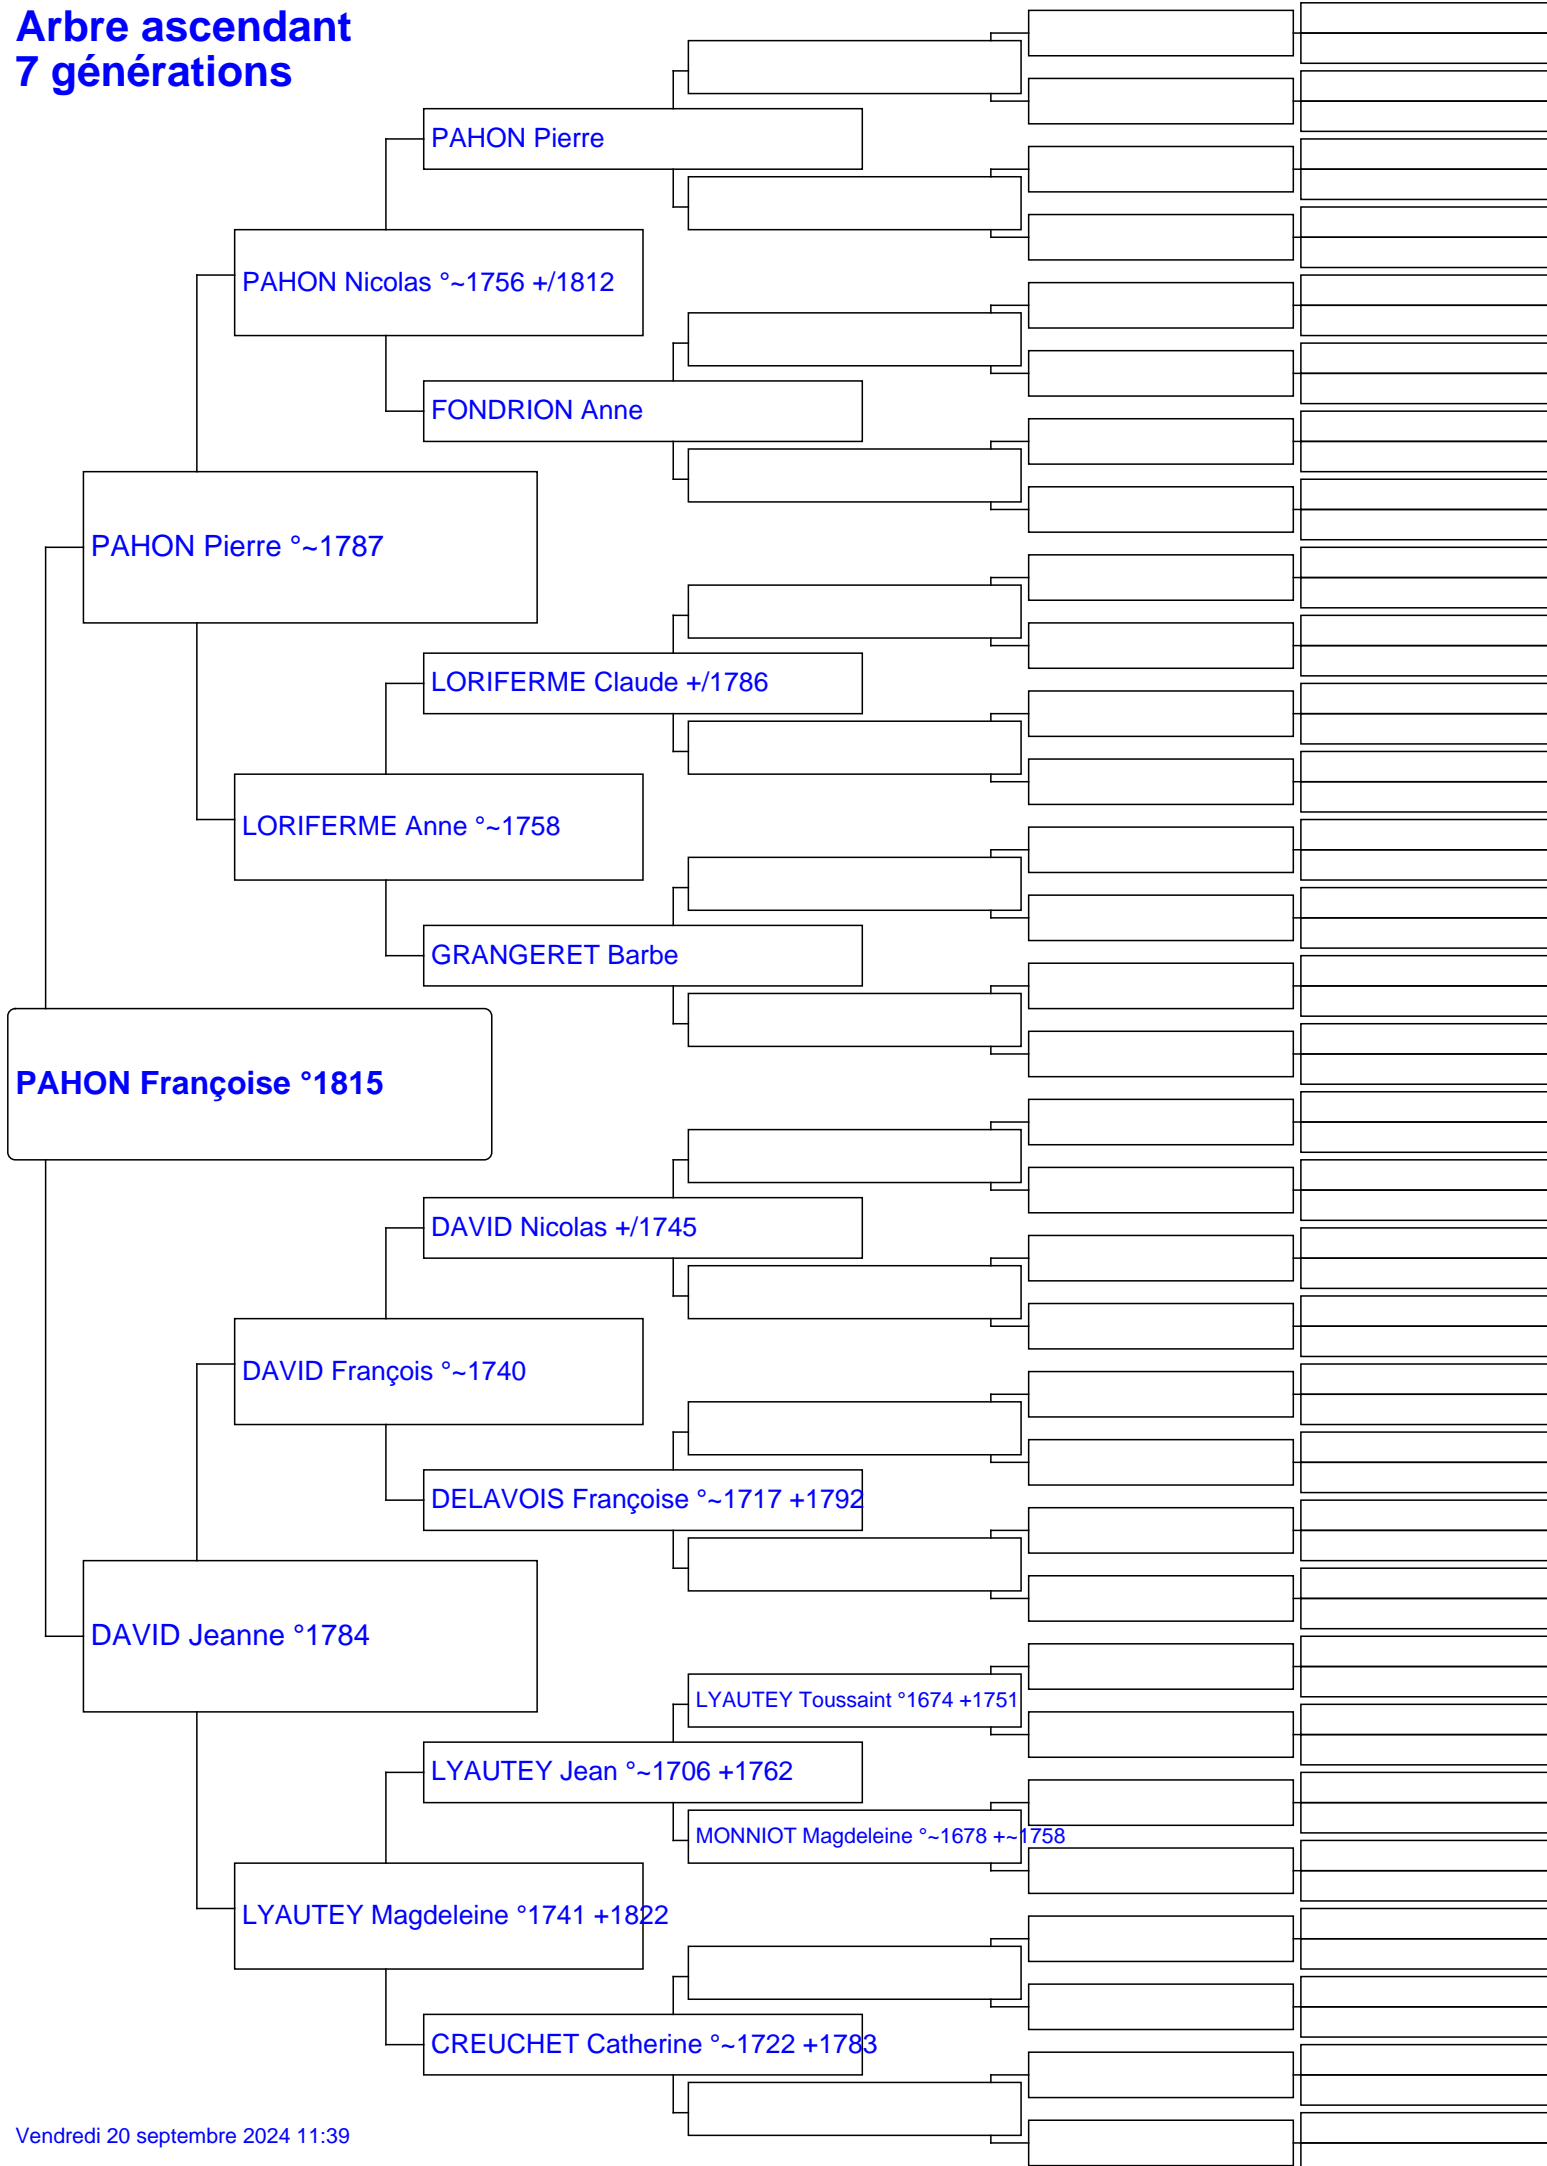 Arbre ascendant
7 générations
PAHON Pierre
PAHON Nicolas °~1756 +/1812
FONDRION Anne
PAHON Pierre °~1787
LORIFERME Claude +/1786
LORIFERME Anne °~1758
GRANGERET Barbe
PAHON Françoise °1815
DAVID Nicolas +/1745
DAVID François °~1740
DELAVOIS Françoise °~1717 +1792
DAVID Jeanne °1784
LYAUTEY Toussaint °1674 +1751
LYAUTEY Jean °~1706 +1762
MONNIOT Magdeleine °~1678 +~1758
LYAUTEY Magdeleine °1741 +1822
CREUCHET Catherine °~1722 +1783
Vendredi 20 septembre 2024 11:39